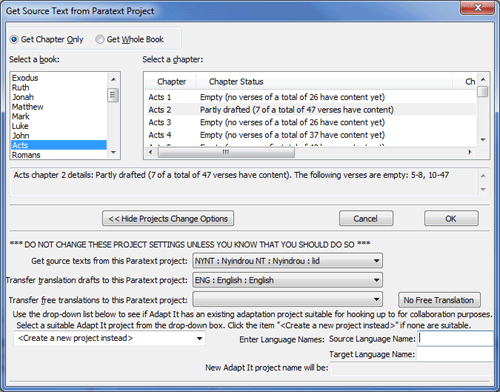 Get Source Text from Paratext Project
Get Chapter Only Get Whole Book
Select a book: Select a chapter:
Exodus
Ruth
Jonah
Matthew
Mark
Luke
John
Acts
Romans
Chapter Chapter Status Ch
Acts 1 Empty (no verses of a total of 26 have content yet)
Acts 2 Partly drafted (7 of a total of 47 verses have content)
Acts 3 Empty (no verses of a total of 26 have content yet)
Acts 4 Empty (no verses of a total of 37 have content yet)
Acts chapter 2 details: Partly drafted (7 of a total of 47 verses have content). The following verses are empty: 5-8, 10-47
<< Hide Projects Change Options Cancel OK
*** DO NOT CHANGE THESE PROJECT SETTINGS UNLESS YOU KNOW THAT YOU SHOULD DO SO ***
Get source texts from this Paratext project: NYNT : Nyindrou NT : Nyindrou : lid
Transfer translation drafts to this Paratext project: ENG : English : English
Transfer free translations to this Paratext project: No Free Translation
Use the drop-down list below to see if Adapt It has an existing adaptation project suitable for hooking up to for collaboration purposes.
Select a suitable Adapt It project from the drop-down box. Click the item "<Create a new project instead>" if none are suitable.
<Create a new project instead> Enter Language Names: Source Language Name:
Target Language Name:
New Adapt It project name will be: